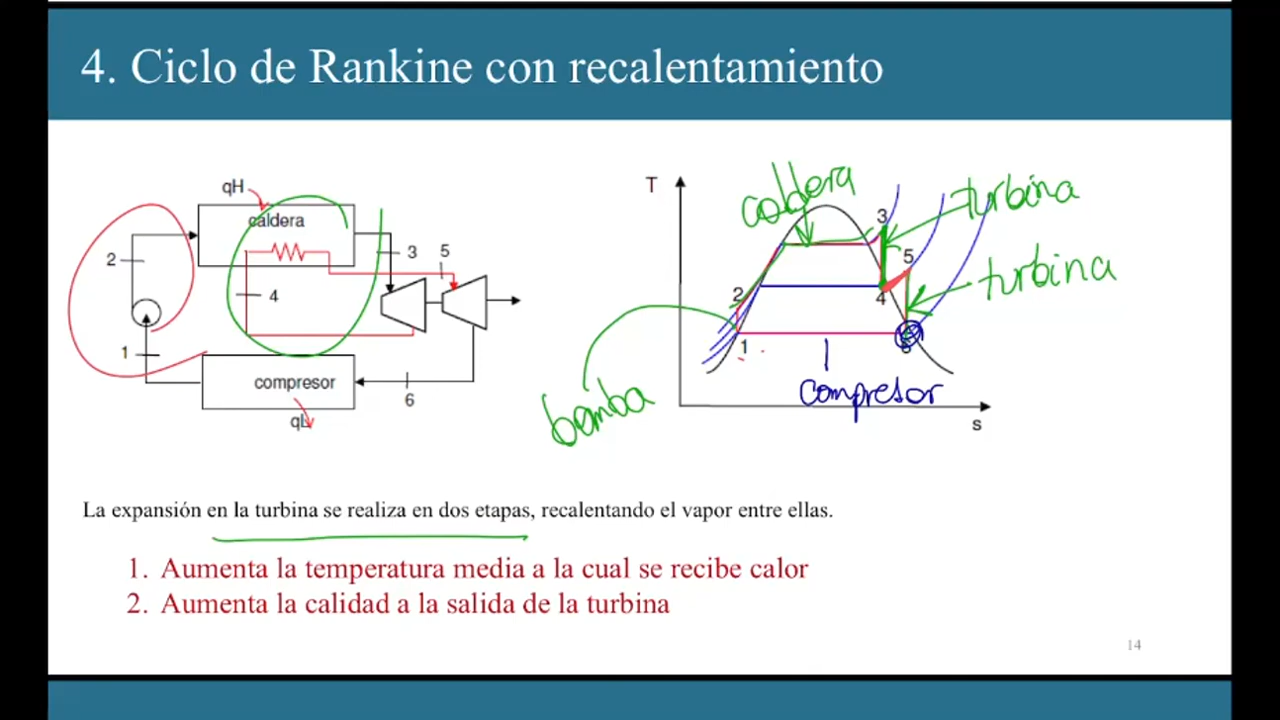 4. Ciclo de Rankine con recalentamiento
qH
caldera
2
3
5
4
1
compresor
6
qL
T
caldera
turbina
3
5
turbina
2
4
1
6
compresor
bomba
s
La expansión en la turbina se realiza en dos etapas, recalentando el vapor entre ellas.
1. Aumenta la temperatura media a la cual se recibe calor
2. Aumenta la calidad a la salida de la turbina
14